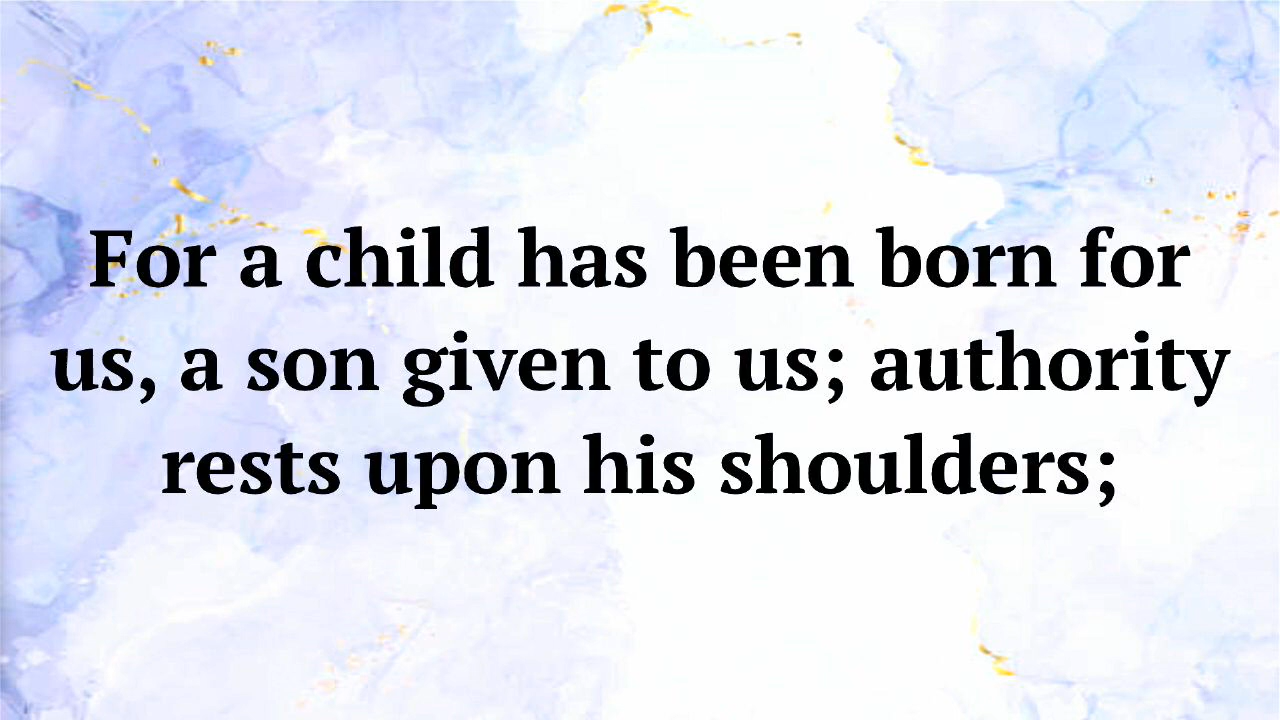 For a child has been born for
us, a son given to us; authority
rests upon his shoulders;